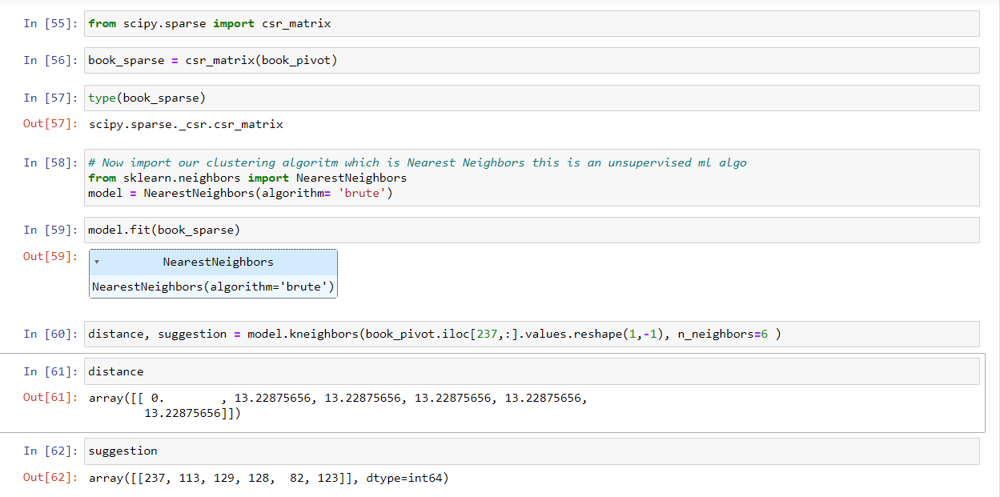 In [55]: from scipy.sparse import csr_matrix
In [56]: book_sparse = csr_matrix(book_pivot)
In [57]: type(book_sparse)
Out[57]: scipy.sparse._csr.csr_matrix
In [58]: # Now import our clustering algoritm which is Nearest Neighbors this is an unsupervised ml algo
from sklearn.neighbors import NearestNeighbors
model = NearestNeighbors(algorithm= 'brute')
In [59]: model.fit(book_sparse)
Out[59]: ▾ NearestNeighbors
NearestNeighbors(algorithm='brute')
In [60]: distance, suggestion = model.kneighbors(book_pivot.iloc[237,:].values.reshape(1,-1), n_neighbors=6 )
In [61]: distance
Out[61]: array([[ 0.        , 13.22875656, 13.22875656, 13.22875656, 13.22875656,
        13.22875656]])
In [62]: suggestion
Out[62]: array([[237, 113, 129, 128,  82, 123]], dtype=int64)